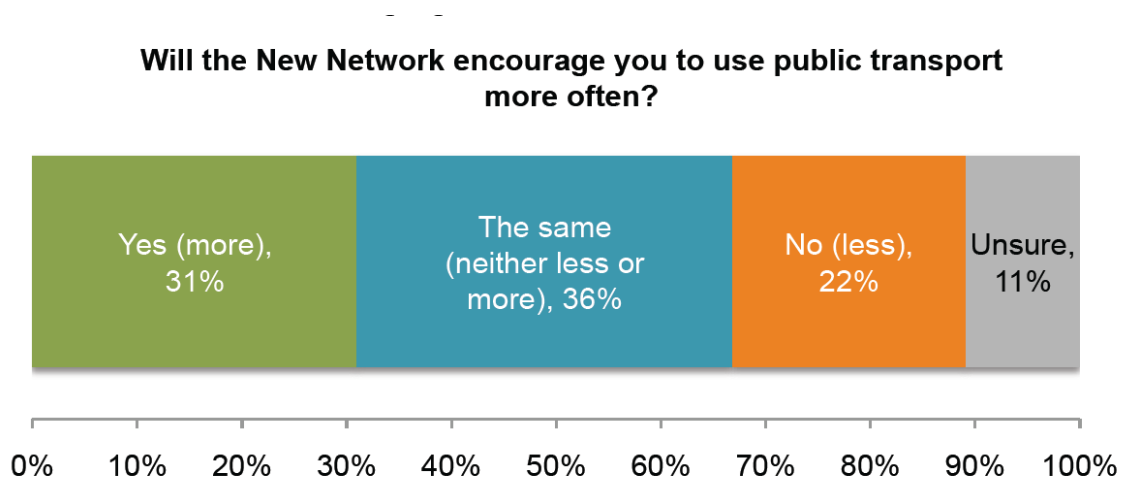 Will the New Network encourage you to use public transport
more often?
Yes (more),
31%
The same
(neither less or
more), 36%
No (less),
22%
Unsure,
11%
0% 10% 20% 30% 40% 50% 60% 70% 80% 90% 100%